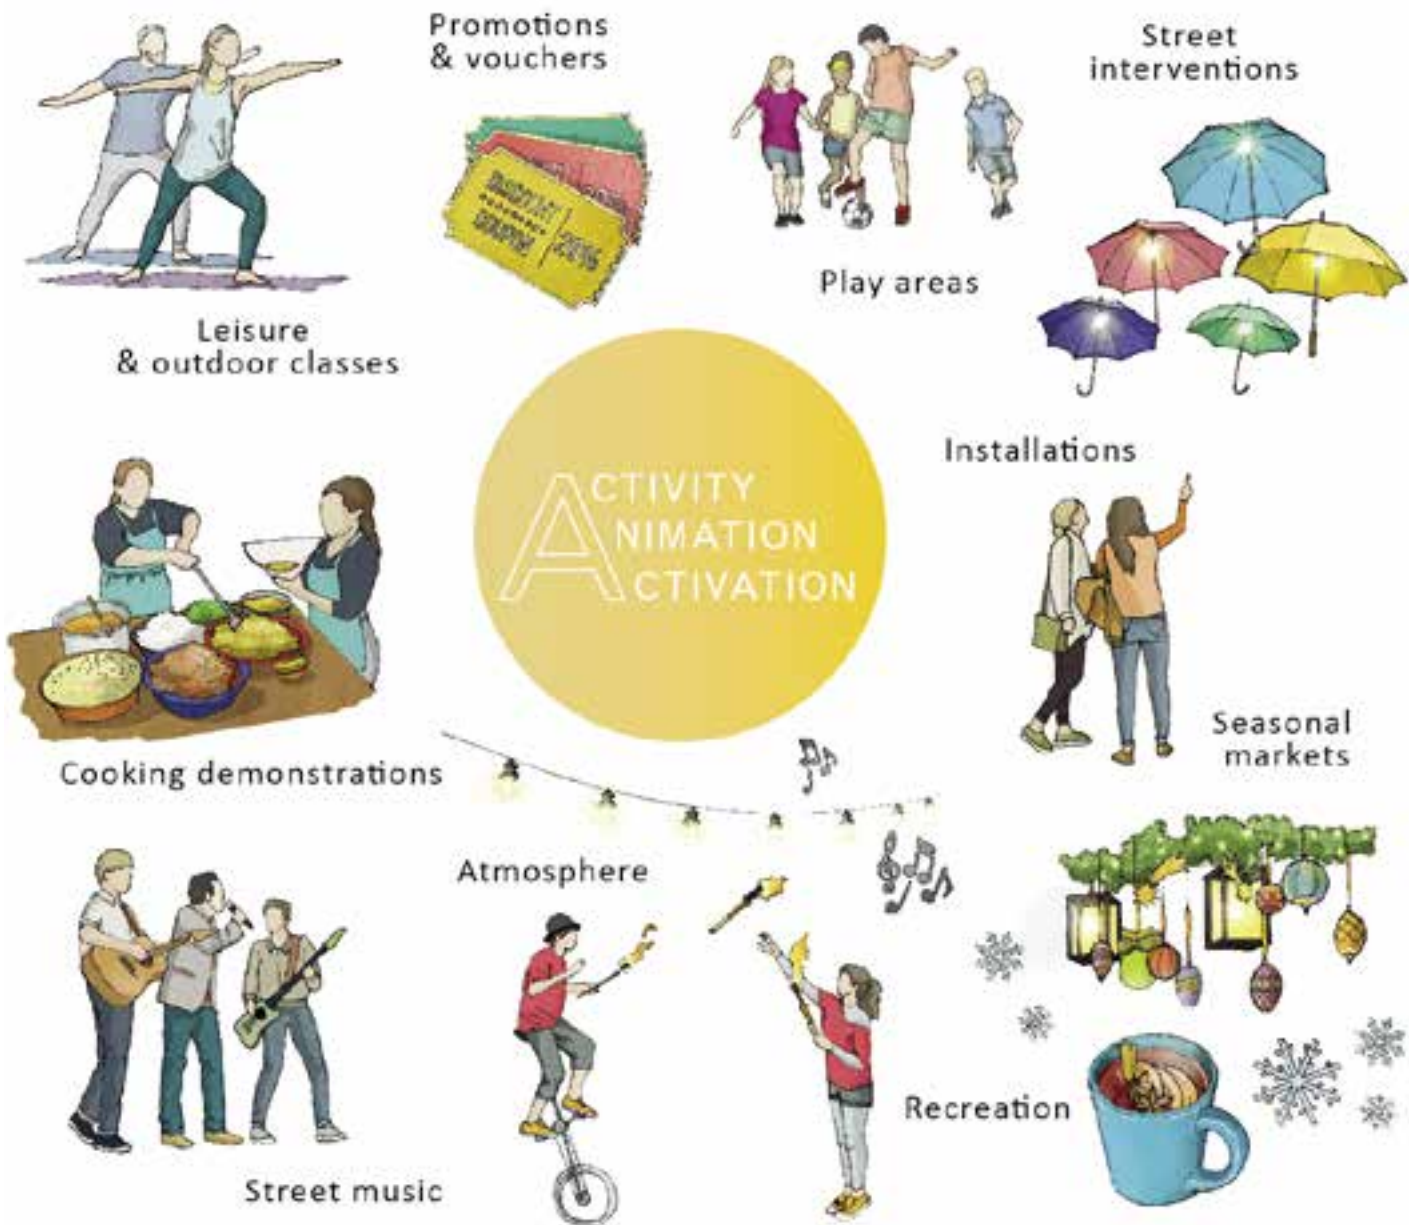 Promotions
& vouchers
Street
interventions
Play areas
Leisure
& outdoor classes
Installations
ACTIVITY
ANIMATION
ACTIVATION
Seasonal
markets
Cooking demonstrations
Atmosphere
Recreation
Street music